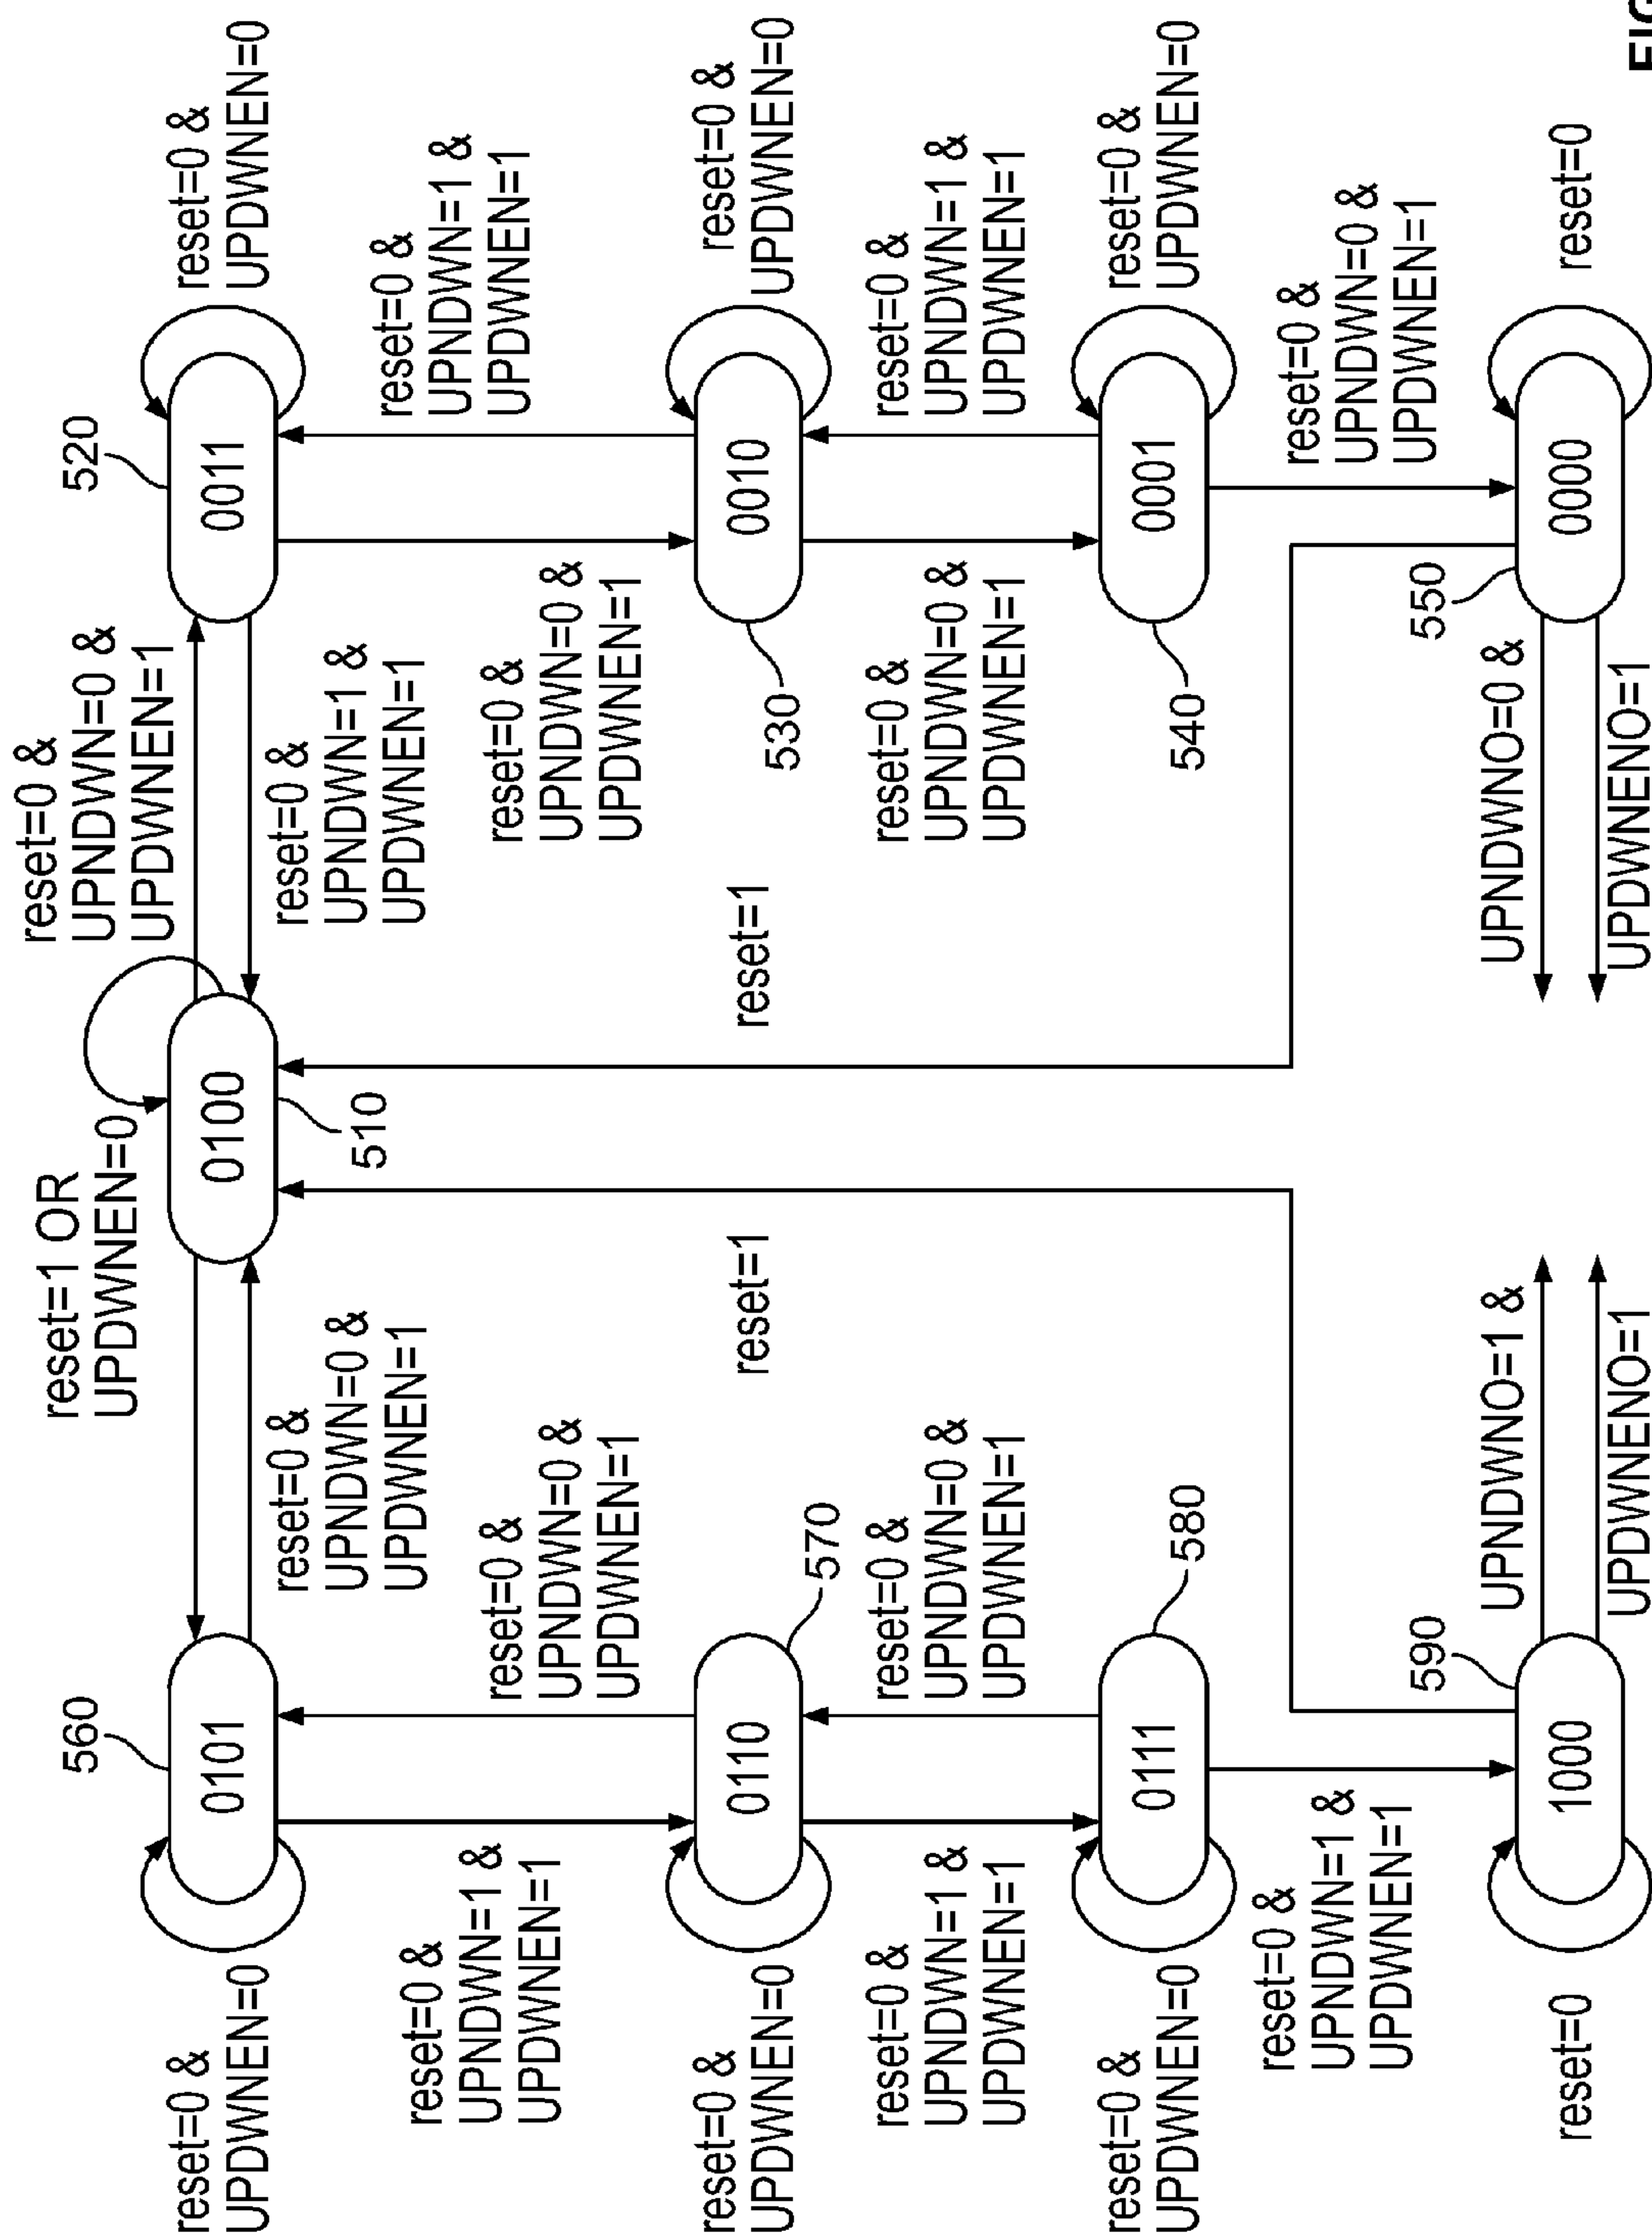 reset=0 &
UPNDWN=0 &
UPDWNEN=1
reset=1 OR
UPDWNEN=0
560
520
reset=0 &
UPDWNEN=0
0101
0100
0011
reset=0 &
UPDWNEN=0
reset=0 &
UPNDWN=0 &
UPDWNEN=1
510
reset=0 &
UPNDWN=1 &
UPDWNEN=1
reset=0 &
UPNDWN=1 &
UPDWNEN=1
reset=0 &
UPNDWN=0 &
UPDWNEN=1
reset=0 &
UPNDWN=0 &
UPDWNEN=1
reset=0 &
UPNDWN=1 &
UPDWNEN=1
reset=0 &
UPDWNEN=0
0110
570
reset=1
reset=1
530
0010
reset=0 &
UPDWNEN=0
reset=0 &
UPNDWN=1 &
UPDWNEN=1
reset=0 &
UPNDWN=0 &
UPDWNEN=1
reset=0 &
UPNDWN=0 &
UPDWNEN=1
reset=0 &
UPNDWN=1 &
UPDWNEN=1
reset=0 &
UPDWNEN=0
0111
580
540
0001
reset=0 &
UPDWNEN=0
reset=0 &
UPNDWN=1 &
UPDWNEN=1
reset=0 &
UPNDWN=0 &
UPDWNEN=1
590
550
reset=0
1000
UPNDWNO=1 &
UPDWNENO=1
UPNDWNO=0 &
UPDWNENO=1
0000
reset=0
FIG